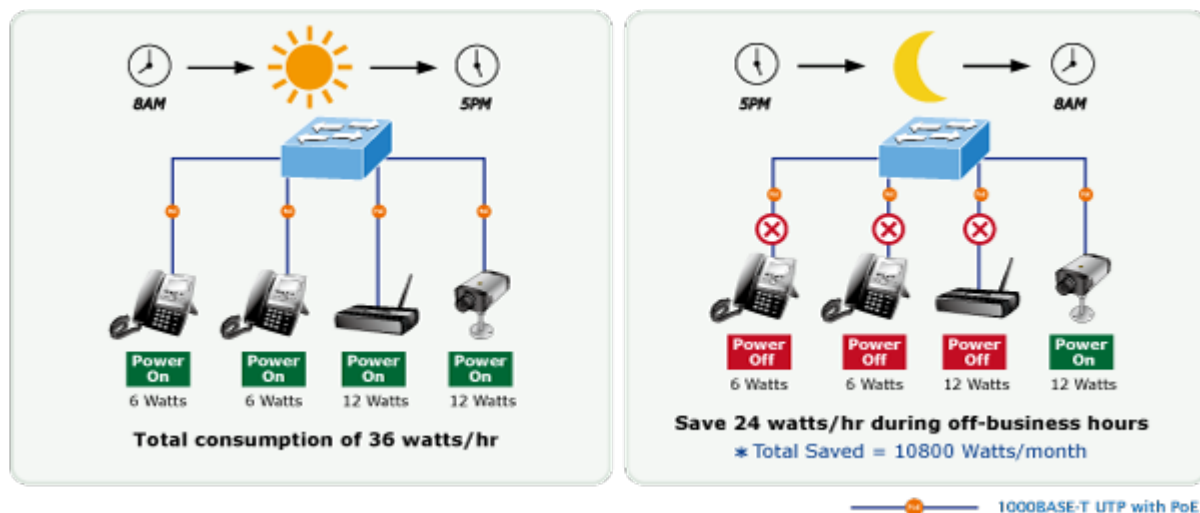 8AM
5PM
Power
On
6 Watts
Power
On
6 Watts
Power
On
12 Watts
Power
On
12 Watts
Total consumption of 36 watts/hr
5PM
8AM
Power
Off
6 Watts
Power
Off
6 Watts
Power
Off
12 Watts
Power
On
12 Watts
Save 24 watts/hr during off-business hours
* Total Saved = 10800 Watts/month
1000BASE-T UTP with PoE